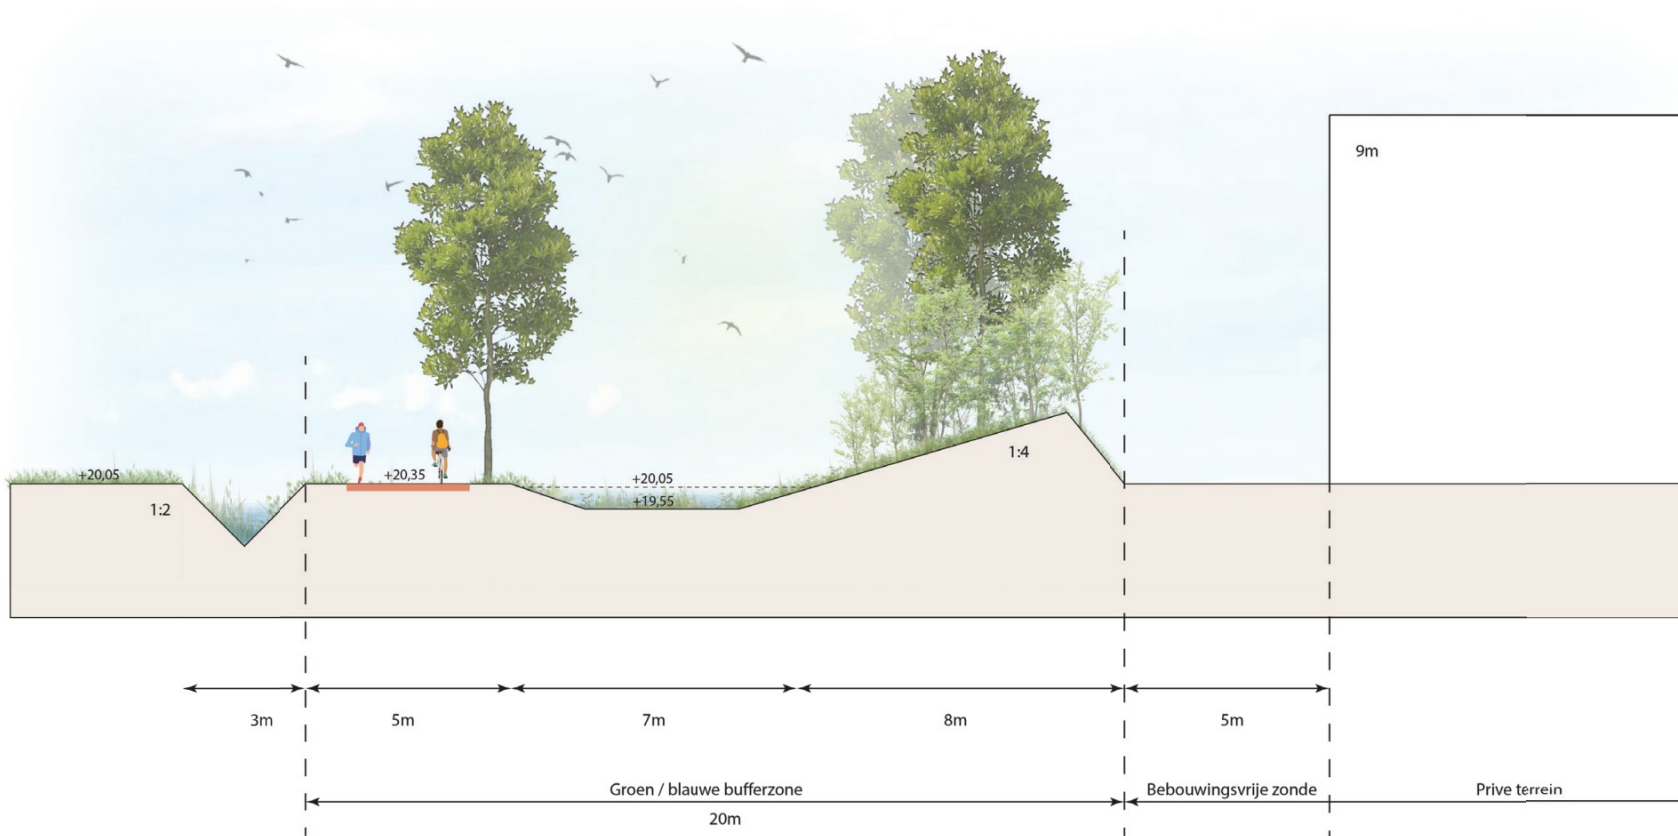 9m
1:4
+20,05
+20,35
+20,05
+19,55
1:2
3m
5m
7m
8m
5m
Groen / blauwe bufferzone
Bebouwingsvrije zonde
Prive terrein
20m